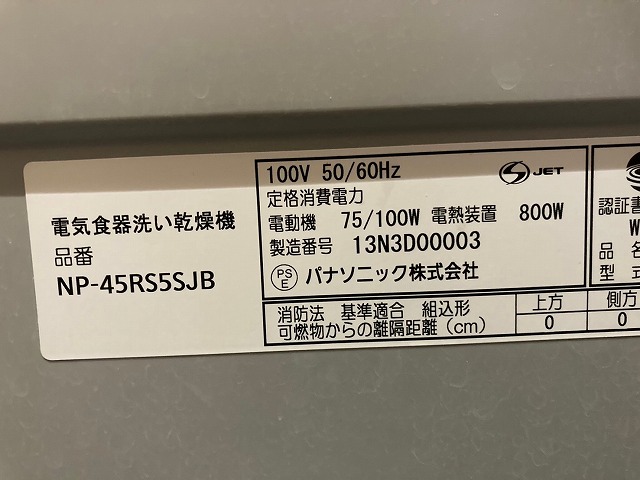 電気食器洗い乾燥機
品番
NP-45RS5SJB
100V 50/60Hz
JET
定格消費電力
電動機 75/100W 電熱装置 800W
製造番号 13N3D00003
PSE パナソニック株式会社
消防法 基準適合 組込形
可燃物からの離隔距離(cm)
上方 側方
0 0
認証書
W
品名
型式